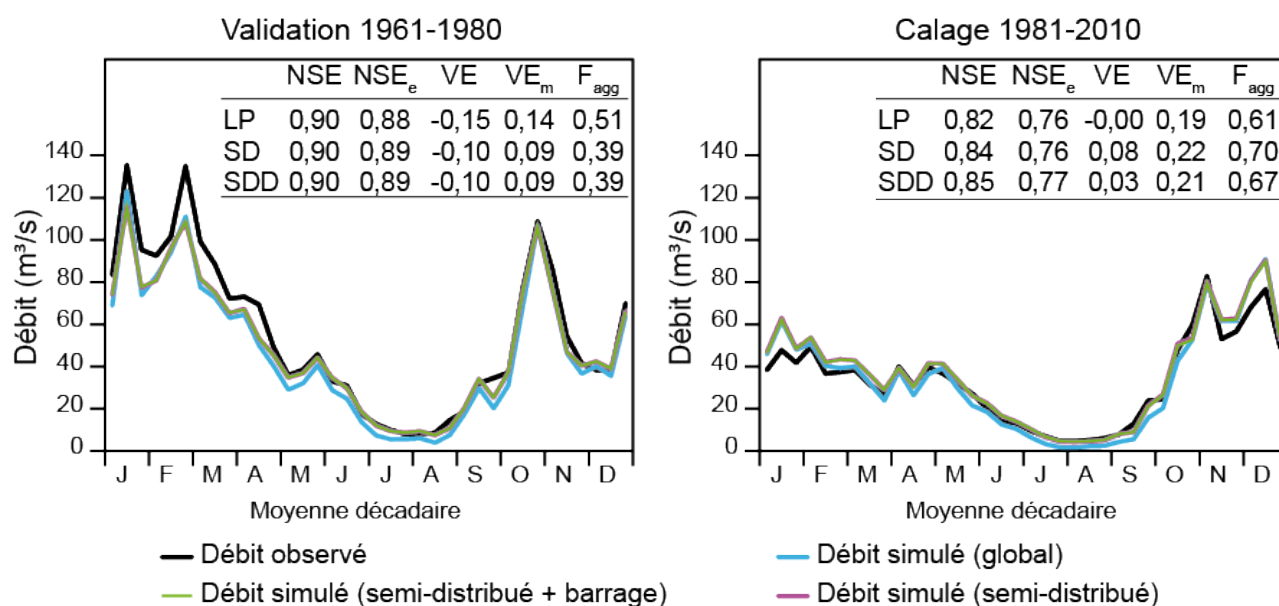 Validation 1961-1980
NSE NSEe VE VEm Fagg
LP 0,90 0,88 -0,15 0,14 0,51
SD 0,90 0,89 -0,10 0,09 0,39
SDD 0,90 0,89 -0,10 0,09 0,39
Débit (m³/s)
140
120
100
80
60
40
20
0
J F M A M J J A S O N D
Moyenne décadaire
Calage 1981-2010
NSE NSEe VE VEm Fagg
LP 0,82 0,76 -0,00 0,19 0,61
SD 0,84 0,76 0,08 0,22 0,70
SDD 0,85 0,77 0,03 0,21 0,67
Débit (m³/s)
140
120
100
80
60
40
20
0
J F M A M J J A S O N D
Moyenne décadaire
Débit observé
Débit simulé (global)
Débit simulé (semi-distribué + barrage)
Débit simulé (semi-distribué)